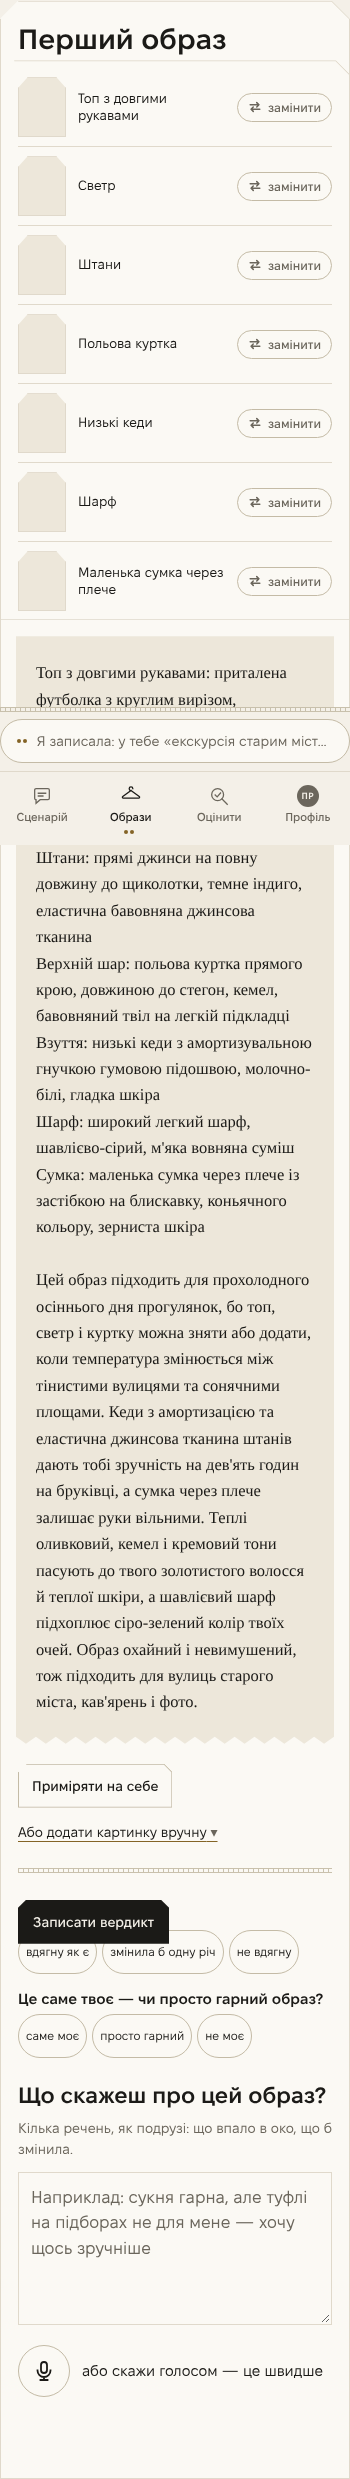 Перший образ
Топ з довгими
рукавами
замінити
Светр
замінити
Штани
замінити
Польова куртка
замінити
Низькі кеди
замінити
Шарф
замінити
Маленька сумка через
плече
замінити
Топ з довгими рукавами: приталена
футболка з круглим вирізом,
Я записала: у тебе «екскурсія старим міст...
Сценарій
Образи
Оцінити
ПР
Профіль
Штани: прямі джинси на повну
довжину до щиколотки, темне індиго,
еластична бавовняна джинсова
тканина
Верхній шар: польова куртка прямого
крою, довжиною до стегон, кемел,
бавовняний твіл на легкій підкладці
Взуття: низькі кеди з амортизувальною
гнучкою гумовою підошвою, молочно-
білі, гладка шкіра
Шарф: широкий легкий шарф,
шавлієво-сірий, м'яка вовняна суміш
Сумка: маленька сумка через плече із
застібкою на блискавку, коньячного
кольору, зерниста шкіра
Цей образ підходить для прохолодного
осіннього дня прогулянок, бо топ,
светр і куртку можна зняти або додати,
коли температура змінюється між
тінистими вулицями та сонячними
площами. Кеди з амортизацією та
еластична джинсова тканина штанів
дають тобі зручність на дев'ять годин
на бруківці, а сумка через плече
залишає руки вільними. Теплі
оливковий, кемел і кремовий тони
пасують до твого золотистого волосся
й теплої шкіри, а шавлієвий шарф
підхоплює сіро-зелений колір твоїх
очей. Образ охайний і невимушений,
тож підходить для вулиць старого
міста, кав'ярень і фото.
Приміряти на себе
Або додати картинку вручну ▾
Записати вердикт
вдягну як є
змінила б одну річ
не вдягну
Це саме твоє — чи просто гарний образ?
саме моє
просто гарний
не моє
Що скажеш про цей образ?
Кілька речень, як подрузі: що впало в око, що б
змінила.
Наприклад: сукня гарна, але туфлі
на підборах не для мене — хочу
щось зручніше
або скажи голосом — це швидше